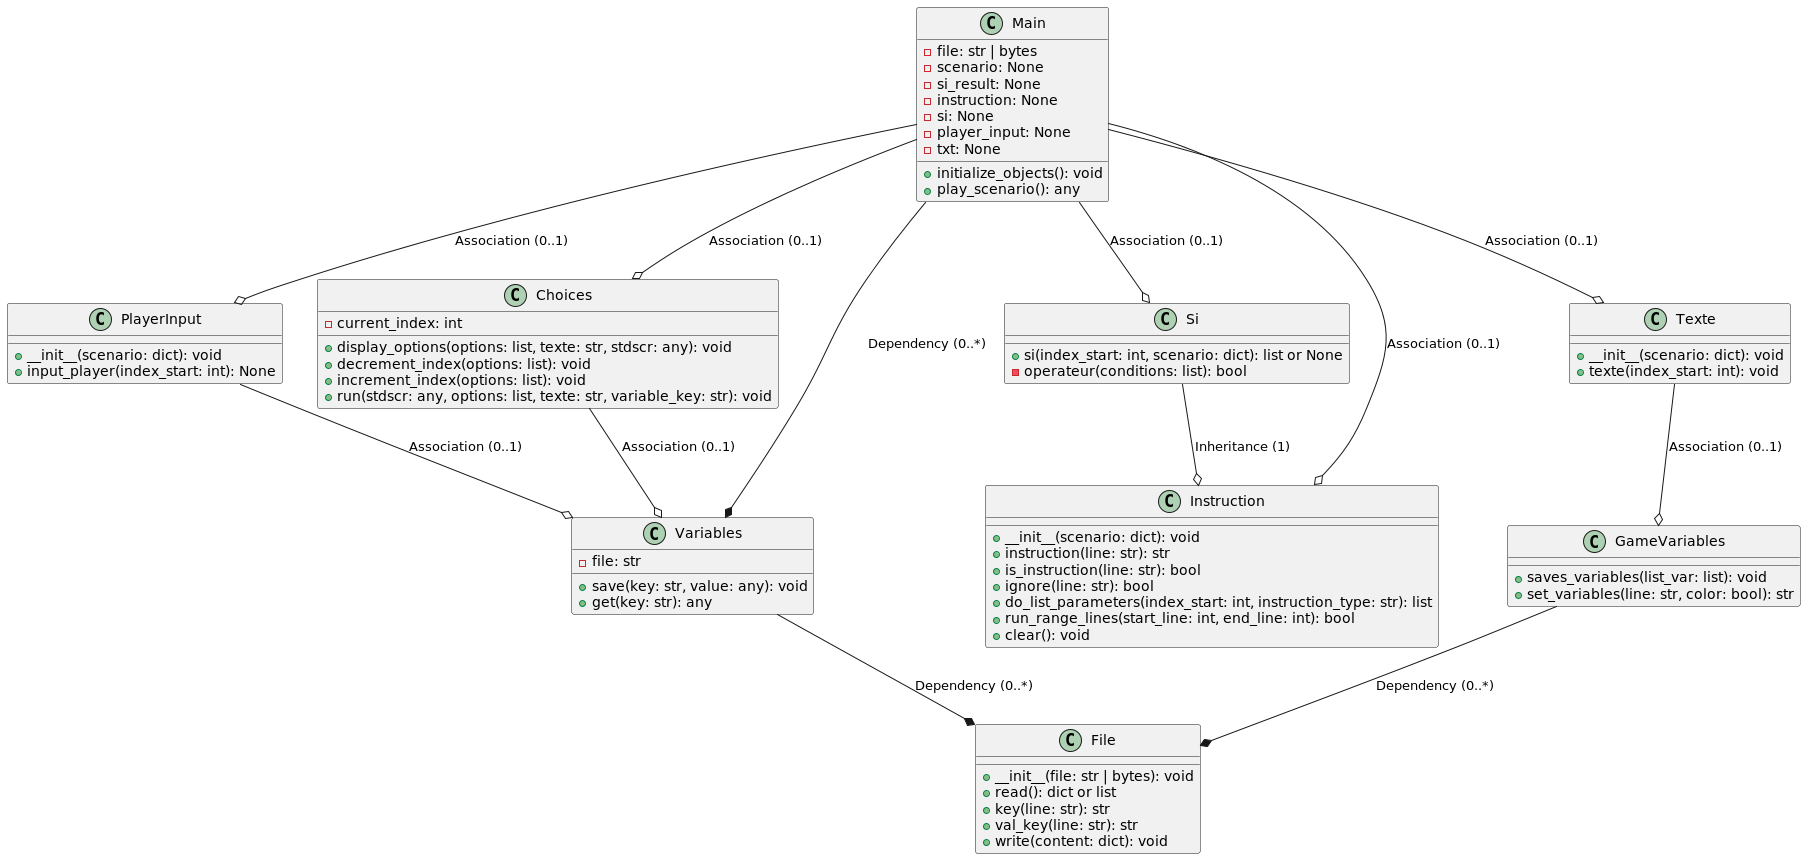 C Main
file: str | bytes
scenario: None
si_result: None
instruction: None
si: None
player_input: None
txt: None
initialize_objects(): void
play_scenario(): any
Association (0..1)
Association (0..1)
Association (0..1)
Association (0..1)
C PlayerInput
__init__(scenario: dict): void
input_player(index_start: int): None
C Choices
current_index: int
display_options(options: list, texte: str, stdscr: any): void
decrement_index(options: list): void
increment_index(options: list): void
run(stdscr: any, options: list, texte: str, variable_key: str): void
Dependency (0..*)
C Si
si(index_start: int, scenario: dict): list or None
operateur(conditions: list): bool
Association (0..1)
C Texte
__init__(scenario: dict): void
texte(index_start: int): void
Association (0..1)
Association (0..1)
Inheritance (1)
Association (0..1)
C Variables
file: str
save(key: str, value: any): void
get(key: str): any
C Instruction
__init__(scenario: dict): void
instruction(line: str): str
is_instruction(line: str): bool
ignore(line: str): bool
do_list_parameters(index_start: int, instruction_type: str): list
run_range_lines(start_line: int, end_line: int): bool
clear(): void
C GameVariables
saves_variables(list_var: list): void
set_variables(line: str, color: bool): str
Dependency (0..*)
Dependency (0..*)
C File
__init__(file: str | bytes): void
read(): dict or list
key(line: str): str
val_key(line: str): str
write(content: dict): void